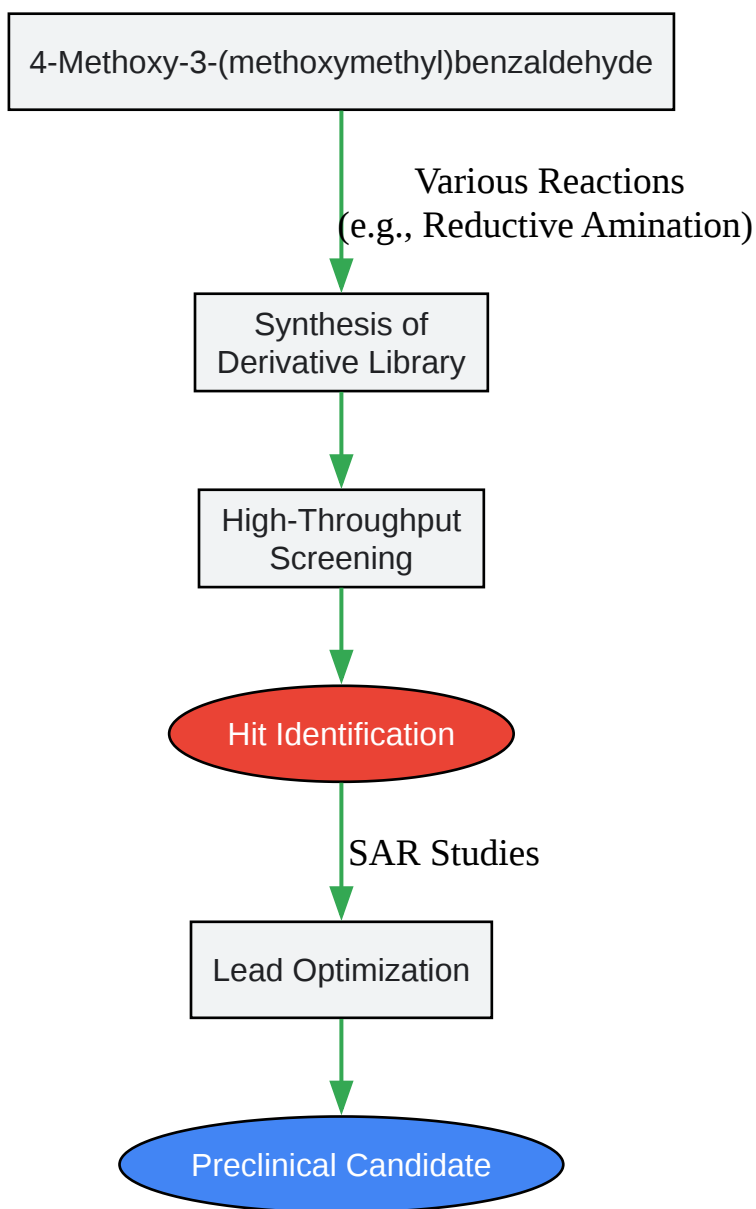 4-Methoxy-3-(methoxymethyl)benzaldehyde
Various Reactions
(e.g., Reductive Amination)
Synthesis of
Derivative Library
High-Throughput
Screening
Hit Identification
SAR Studies
Lead Optimization
Preclinical Candidate